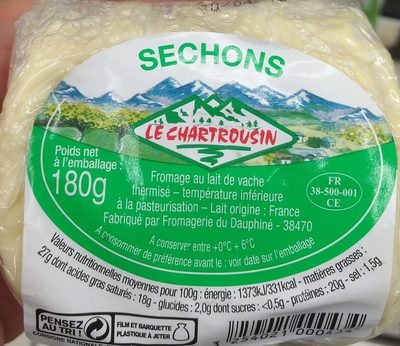 SECHONS
LE CHARTROUSIN
Poids net
à l'emballage :
180g
Fromage au lait de vache
thermisé – température inférieure
à la pasteurisation – Lait origine : France
Fabriqué par Fromagerie du Dauphiné - 38470
FR
38-500-001
CE
A conserver entre +0°C + 6°C
A consommer de préférence avant le : voir date sur l'emballage
Valeurs nutritionnelles moyennes pour 100g : énergie : 1373kJ/331kcal - matières grasses :
27g dont acides gras saturés : 18g - glucides : 2,0g dont sucres : <0,5g - protéines : 20g - sel : 1,5g
PENSEZ
AU TRI !
CONSIGNE NATIONALE
FILM ET BARQUETTE
PLASTIQUE À JETER